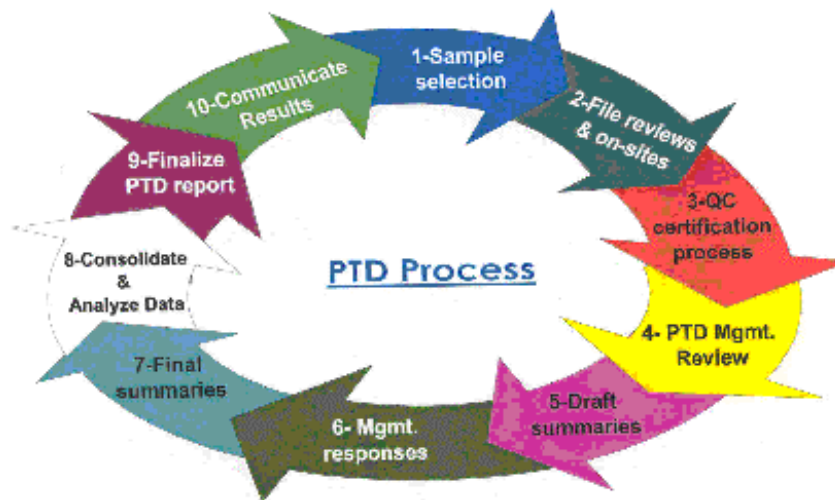 1-Sample
selection
2-File reviews
& on-sites
3-QC
certification
process
4- PTD Mgmt.
Review
5-Draft
summaries
6- Mgmt.
responses
7-Final
summaries
8-Consolidate
&
Analyze Data
9-Finalize
PTD report
10-Communicate
Results
PTD Process